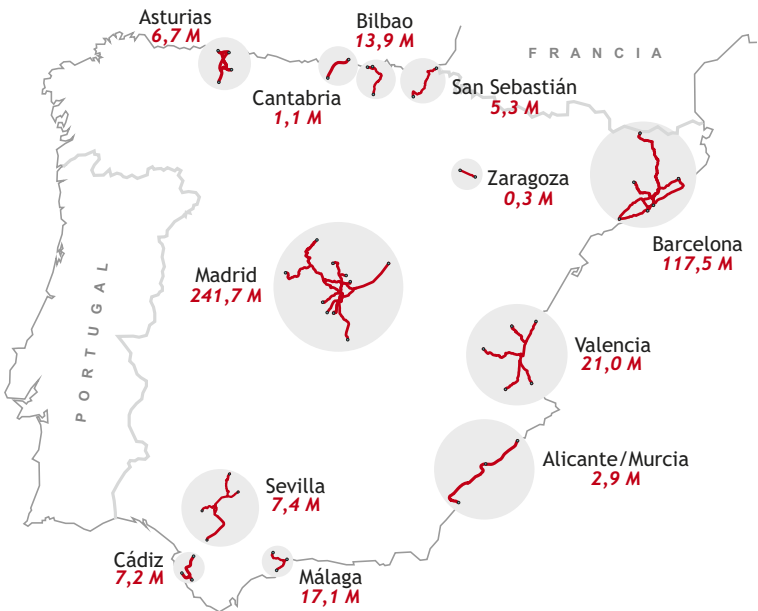 Asturias
6,7 M
Bilbao
13,9 M
FRANCIA
Cantabria
1,1 M
San Sebastián
5,3 M
Zaragoza
0,3 M
Barcelona
117,5 M
Madrid
241,7 M
PORTUGAL
Valencia
21,0 M
Alicante/Murcia
2,9 M
Sevilla
7,4 M
Cádiz
7,2 M
Málaga
17,1 M